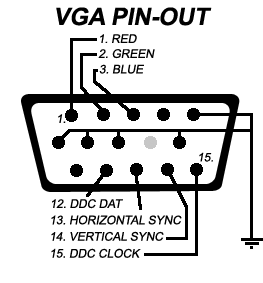 VGA PIN-OUT
1. RED
2. GREEN
3. BLUE
1.
15.
12. DDC DAT
13. HORIZONTAL SYNC
14. VERTICAL SYNC
15. DDC CLOCK